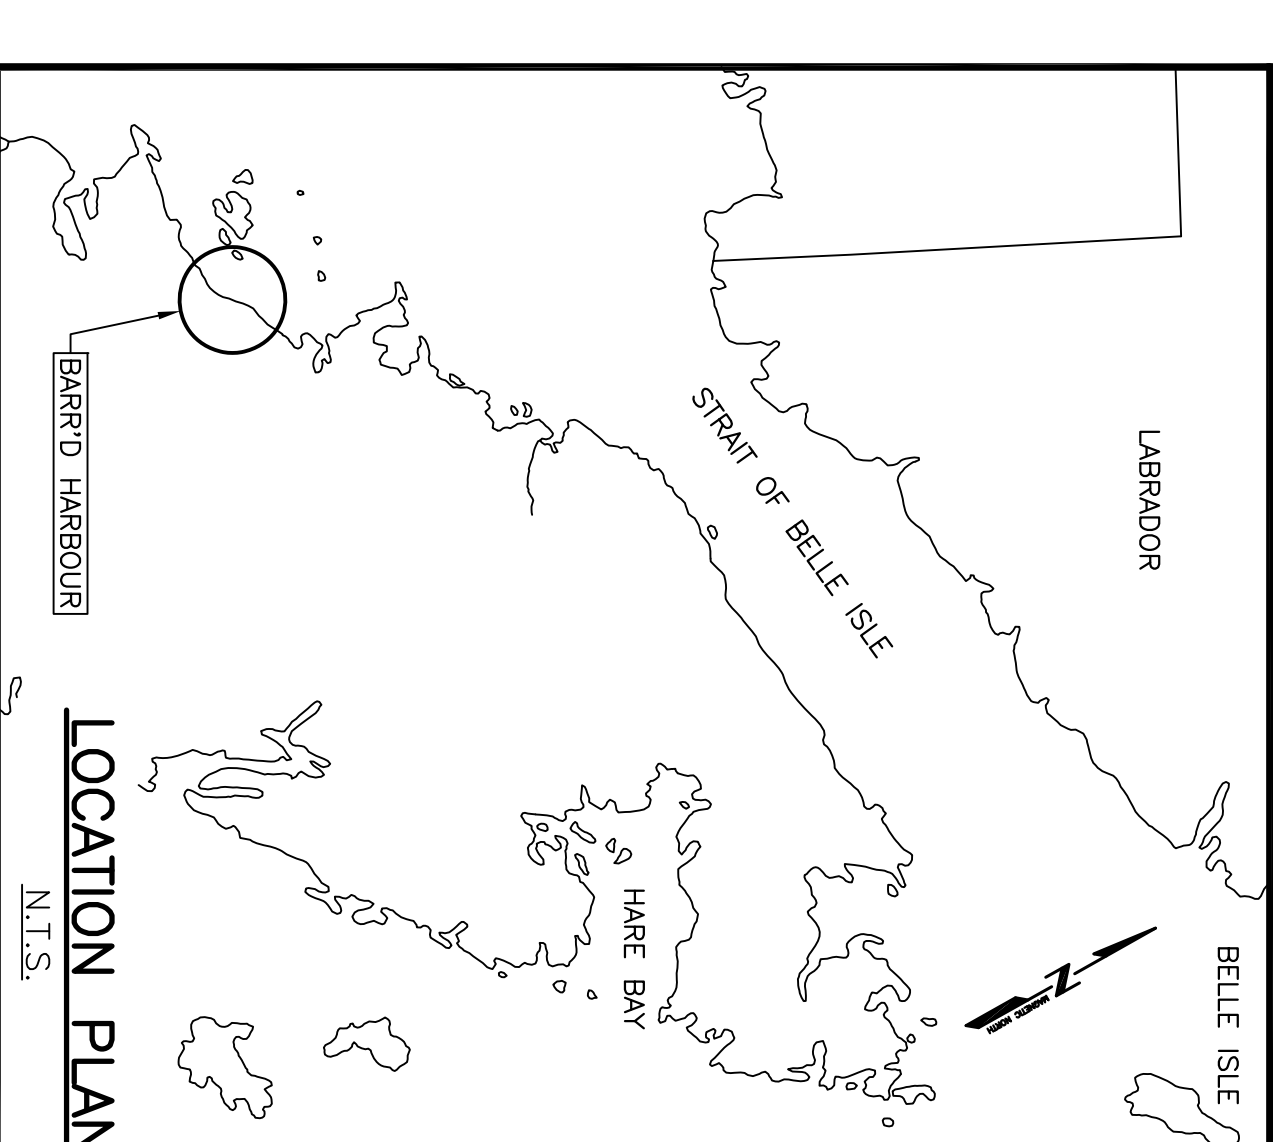 LABRADOR
BELLE ISLE
STRAIT OF BELLE ISLE
MAGNETIC NORTH
HARE BAY
BARR'D HARBOUR
LOCATION PLAN
N.T.S.